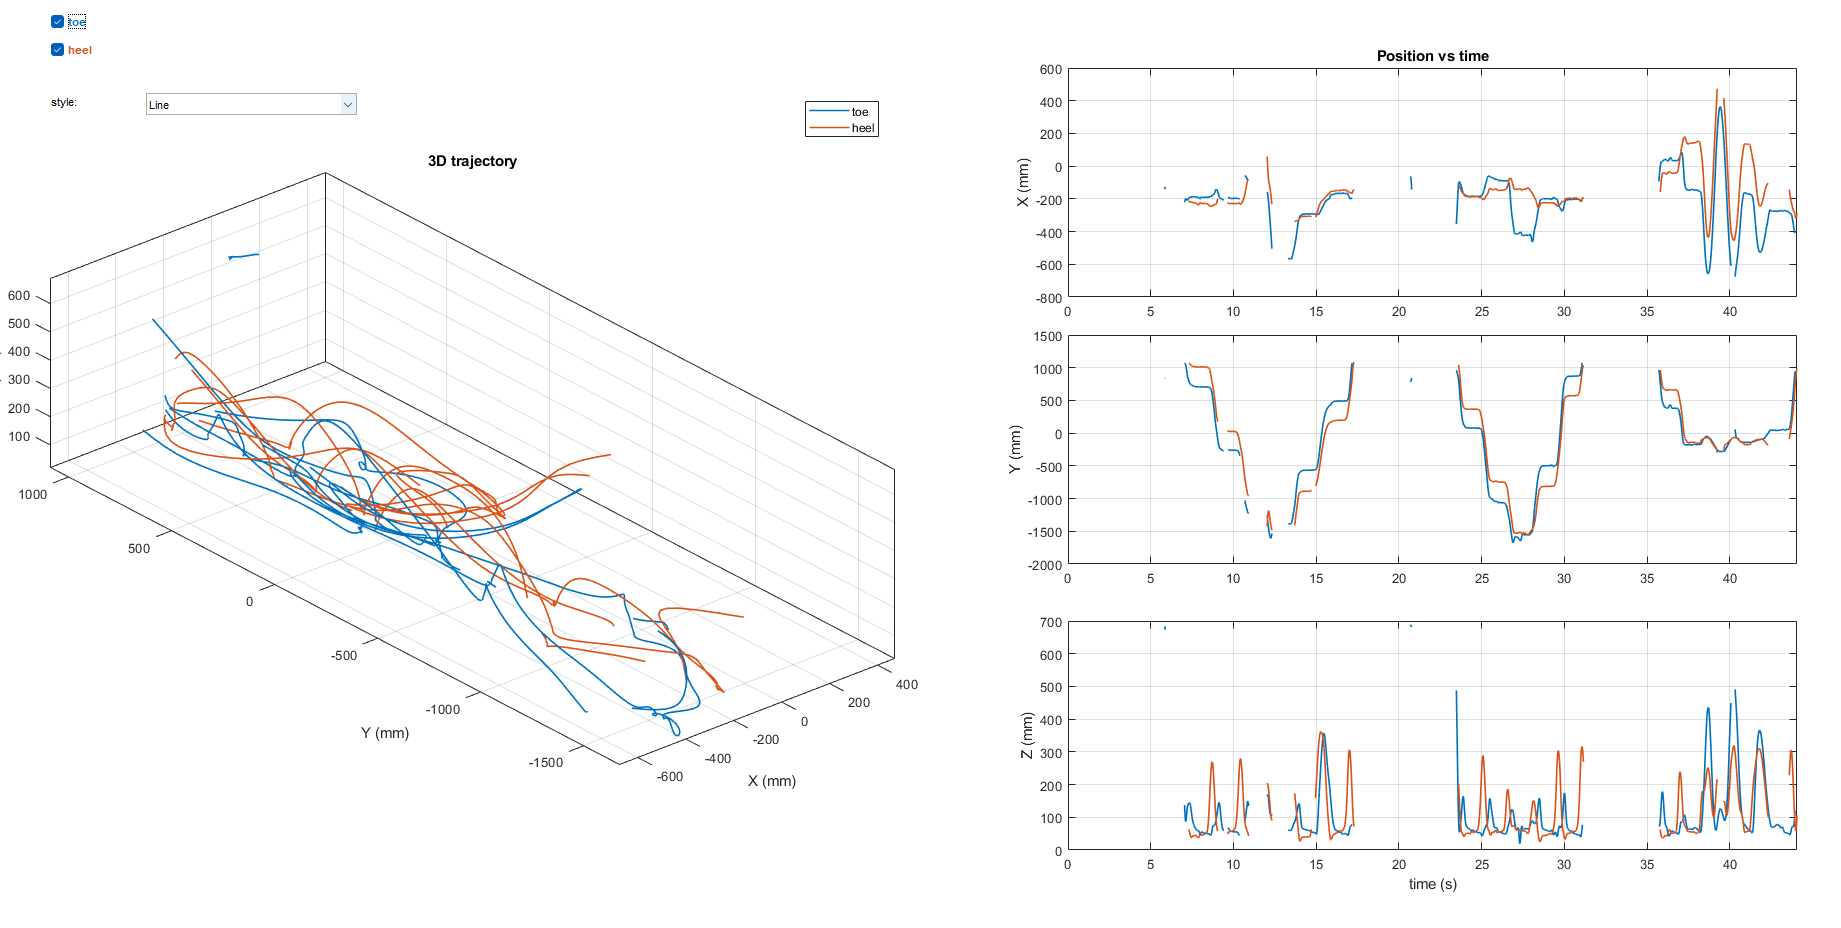 toe
heel
style:
Line
toe
heel
3D trajectory
600
500
400
300
200
100
1000
500
0
-500
-1000
-1500
Y (mm)
-600
-400
-200
0
200
400
X (mm)
Position vs time
600
400
200
0
-200
-400
-600
-800
X (mm)
0 5 10 15 20 25 30 35 40
1500
1000
500
0
-500
-1000
-1500
-2000
Y (mm)
0 5 10 15 20 25 30 35 40
700
600
500
400
300
200
100
0
Z (mm)
0 5 10 15 20 25 30 35 40
time (s)